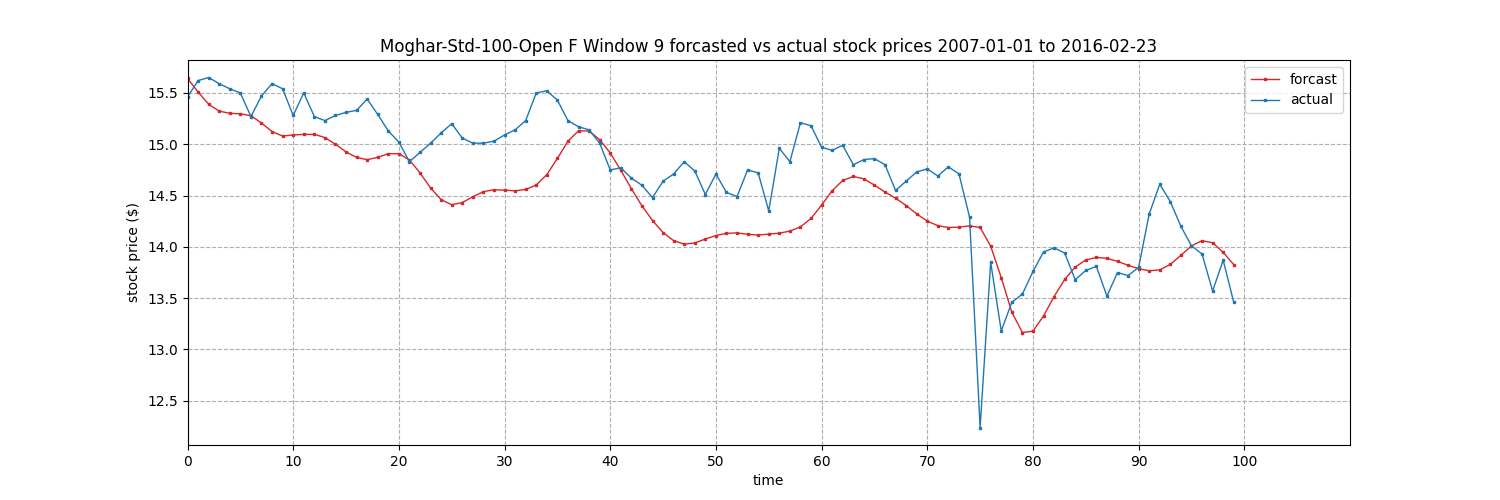 Moghar-Std-100-Open F Window 9 forcasted vs actual stock prices 2007-01-01 to 2016-02-23
forcast
actual
stock price ($)
15.5
15.0
14.5
14.0
13.5
13.0
12.5
0 10 20 30 40 50 60 70 80 90 100
time